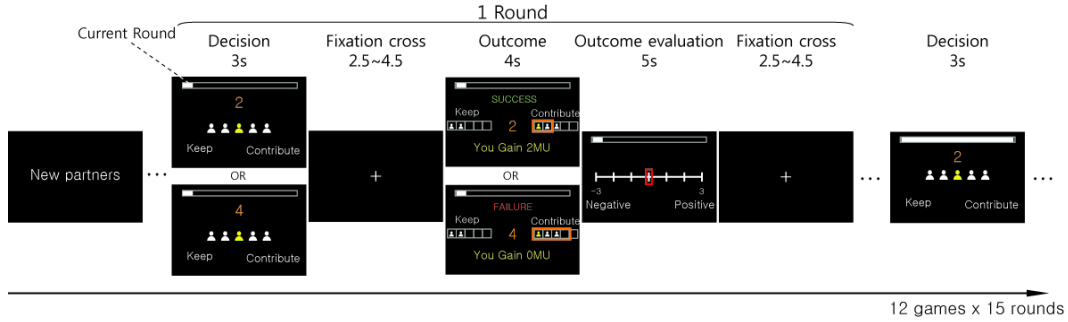 1 Round
Current Round
Decision
3s
Fixation cross
2.5~4.5
Outcome
4s
Outcome evaluation
5s
Fixation cross
2.5~4.5
Decision
3s
New partners
...
2
Keep
Contribute
OR
4
Keep
Contribute
+
SUCCESS
Keep
Contribute
2
You Gain 2MU
OR
FAILURE
Keep
Contribute
4
You Gain 0MU
-3
3
Negative
Positive
+
...
2
Keep
Contribute
...
12 games x 15 rounds